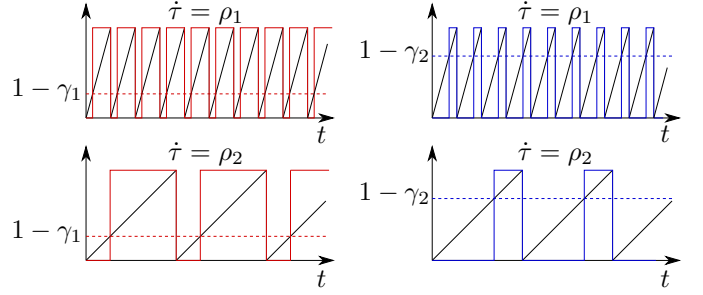 τ̇ = ρ₁
1 − γ₁
t
τ̇ = ρ₁
1 − γ₂
t
τ̇ = ρ₂
1 − γ₁
t
τ̇ = ρ₂
1 − γ₂
t